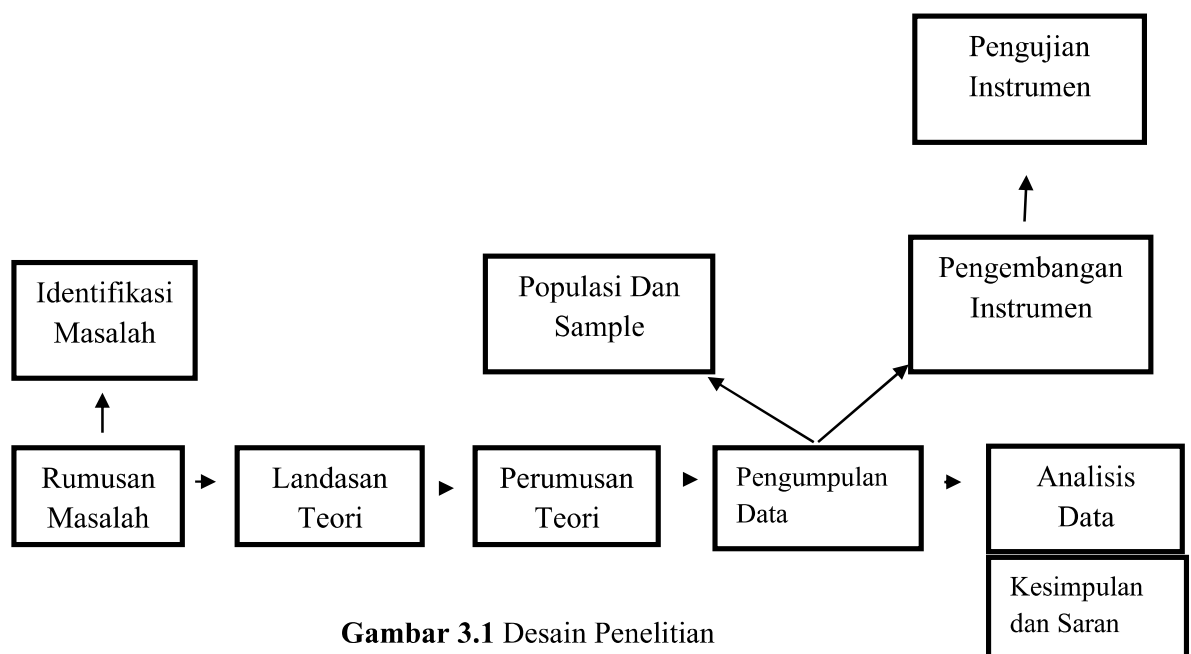 Pengujian
Instrumen
Pengembangan
Instrumen
Populasi Dan
Sample
Identifikasi
Masalah
Rumusan
Masalah
Landasan
Teori
Perumusan
Teori
Pengumpulan
Data
Analisis
Data
Kesimpulan
dan Saran
Gambar 3.1 Desain Penelitian